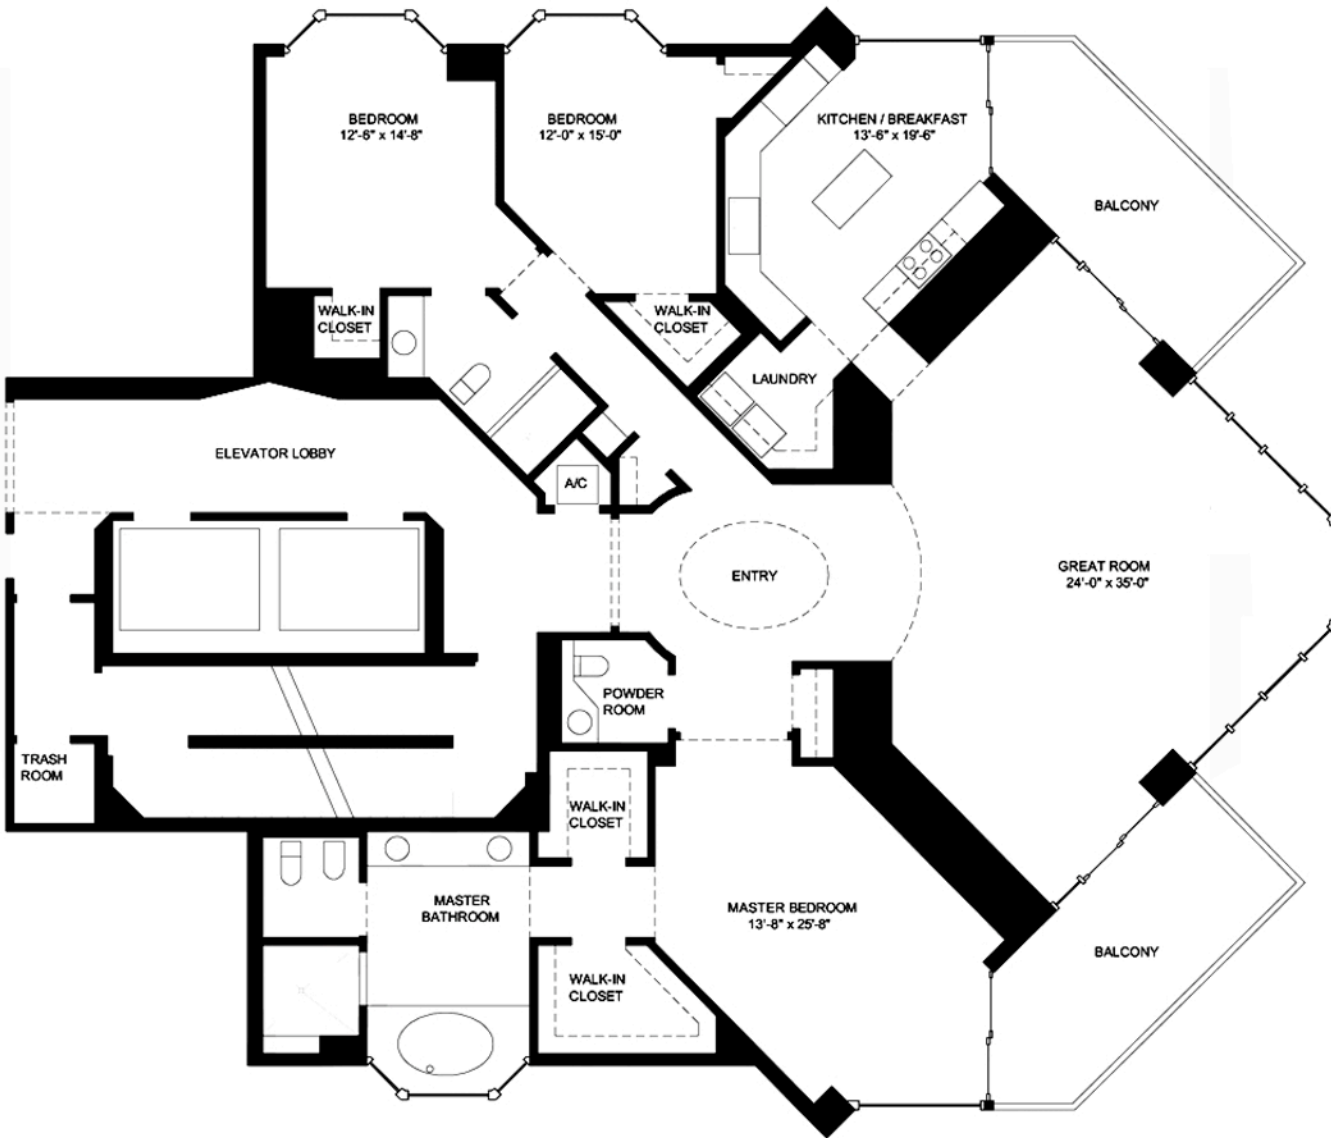 BEDROOM
12'-6" x 14'-8"
BEDROOM
12'-0" x 15'-0"
KITCHEN / BREAKFAST
13'-6" x 19'-6"
BALCONY
WALK-IN
CLOSET
WALK-IN
CLOSET
LAUNDRY
ELEVATOR LOBBY
A/C
ENTRY
GREAT ROOM
24'-0" x 35'-0"
POWDER
ROOM
TRASH
ROOM
WALK-IN
CLOSET
MASTER
BATHROOM
MASTER BEDROOM
13'-8" x 25'-8"
BALCONY
WALK-IN
CLOSET